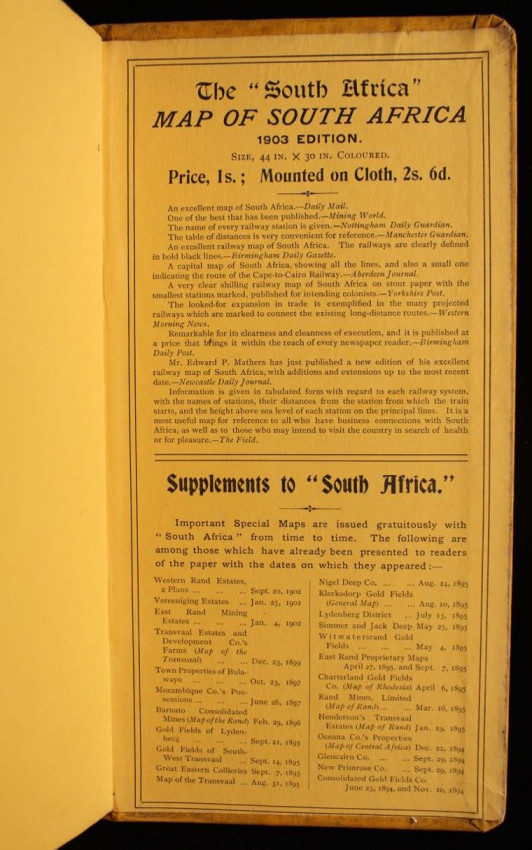 The “South Africa”
MAP OF SOUTH AFRICA
1903 EDITION.
SIZE, 44 IN. X 30 IN. COLOURED.
Price, 1s.; Mounted on Cloth, 2s. 6d.
An excellent map of South Africa.—Daily Mail.
One of the best that has been published.—Mining World.
The name of every railway station is given.—Nottingham Daily Guardian.
The table of distances is very convenient for reference.—Manchester Guardian.
An excellent railway map of South Africa. The railways are clearly defined
in bold black lines.—Birmingham Daily Gazette.
A capital map of South Africa, showing all the lines, and also a small one
indicating the route of the Cape-to-Cairo Railway.—Aberdeen Journal.
A very clear shilling railway map of South Africa on stout paper with the
smallest stations marked, published for intending colonists.—Yorkshire Post.
The looked-for expansion in trade is exemplified in the many projected
railways which are marked to connect the existing long-distance routes.—Western
Morning News.
Remarkable for its clearness and cleanness of execution, and it is published at
a price that brings it within the reach of every newspaper reader.—Birmingham
Daily Post.
Mr. Edward P. Mathers has just published a new edition of his excellent
railway map of South Africa, with additions and extensions up to the most recent
date.—Newcastle Daily Journal.
Information is given in tabulated form with regard to each railway system,
with the names of stations, their distances from the station from which the train
starts, and the height above sea level of each station on the principal lines. It is a
most useful map for reference to all who have business connections with South
Africa, as well as to those who may intend to visit the country in search of health
or for pleasure.—The Field.
Supplements to “South Africa.”
Important Special Maps are issued gratuitously with
“South Africa” from time to time. The following are
among those which have already been presented to readers
of the paper with the dates on which they appeared:—
Western Rand Estates,
2 Plans ... ... ... Sept. 20, 1902
Vereeniging Estates ... Jan. 25, 1902
East Rand Mining
Estates ... ... ... Jan. 4, 1902
Transvaal Estates and
Development Co.'s
Farms (Map of the
Transvaal) ... ... Dec. 23, 1899
Town Properties of Bula-
wayo ... ... ... Oct. 23, 1897
Mozambique Co.'s Pos-
sessions ... ... ... June 26, 1897
Barnato Consolidated
Mines (Map of the Rand) Feb. 29, 1896
Gold Fields of Lyden-
berg ... ... ... Sept. 21, 1895
Gold Fields of South-
West Transvaal ... Sept. 14, 1895
Great Eastern Collieries Sept. 7, 1895
Map of the Transvaal ... Aug. 31, 1895
Nigel Deep Co. ... ... Aug. 24, 1895
Klerksdorp Gold Fields
(General Map) ... ... Aug. 10, 1895
Lydenberg District ... July 13, 1895
Simmer and Jack Deep May 25, 1895
Witwatersrand Gold
Fields ... ... ... May 4, 1895
East Rand Proprietary Maps
April 27, 1895, and Sept. 7, 1895
Charterland Gold Fields
Co. (Map of Rhodesia) April 6, 1895
Rand Mines, Limited
(Map of Rand) ... ... Mar. 16, 1895
Henderson's Transvaal
Estates (Map of Rand) Jan. 19, 1895
Oceana Co.'s Properties
(Map of Central Africa) Dec. 22, 1894
Glencairn Co. ... ... Sept. 29, 1894
New Primrose Co. ... Sept. 29, 1894
Consolidated Gold Fields Co.
June 23, 1894, and Nov. 10, 1894